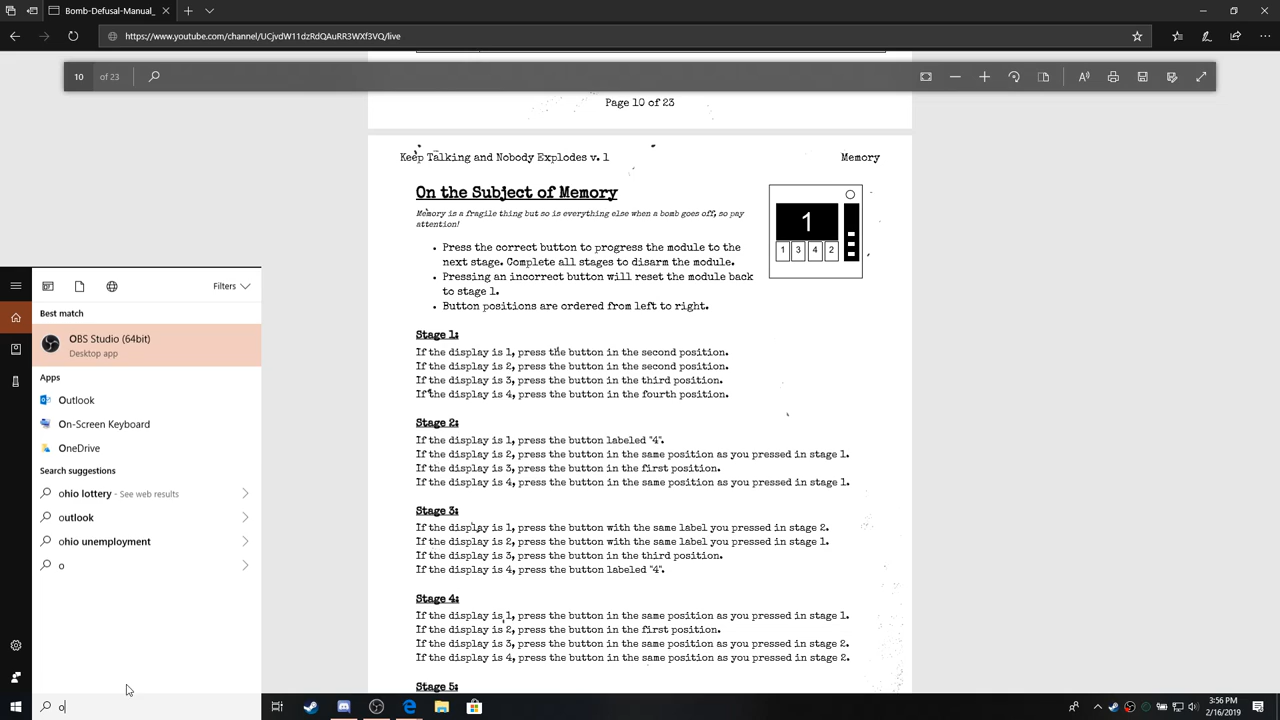 Bomb-Defusal-Manual_
https://www.youtube.com/channel/UCjvdW11dzRdQAuRR3WXf3VQ/live
10 of 23
Page 10 of 23
Keep Talking and Nobody Explodes v. 1
Memory
On the Subject of Memory
Memory is a fragile thing but so is everything else when a bomb goes off, so pay
attention!
Press the correct button to progress the module to the
next stage. Complete all stages to disarm the module.
Pressing an incorrect button will reset the module back
to stage 1.
Button positions are ordered from left to right.
1
1 3 4 2
Stage 1:
If the display is 1, press the button in the second position.
If the display is 2, press the button in the second position.
If the display is 3, press the button in the third position.
If the display is 4, press the button in the fourth position.
Stage 2:
If the display is 1, press the button labeled "4".
If the display is 2, press the button in the same position as you pressed in stage 1.
If the display is 3, press the button in the first position.
If the display is 4, press the button in the same position as you pressed in stage 1.
Stage 3:
If the display is 1, press the button with the same label you pressed in stage 2.
If the display is 2, press the button with the same label you pressed in stage 1.
If the display is 3, press the button in the third position.
If the display is 4, press the button labeled "4".
Stage 4:
If the display is 1, press the button in the same position as you pressed in stage 1.
If the display is 2, press the button in the first position.
If the display is 3, press the button in the same position as you pressed in stage 2.
If the display is 4, press the button in the same position as you pressed in stage 2.
Stage 5:
Filters
Best match
OBS Studio (64bit)
Desktop app
Apps
Outlook
On-Screen Keyboard
OneDrive
Search suggestions
ohio lottery - See web results
outlook
ohio unemployment
o
o
3:56 PM
2/16/2019